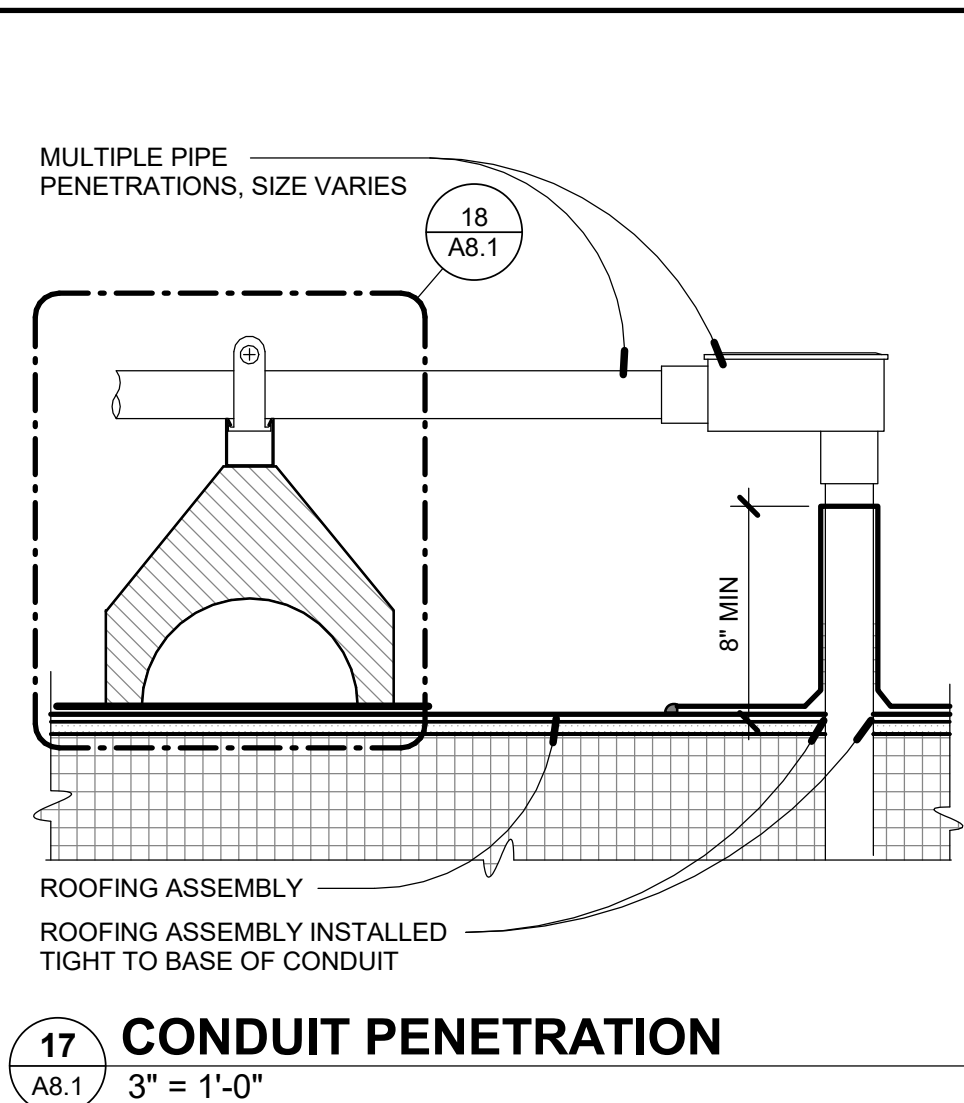 MULTIPLE PIPE
PENETRATIONS, SIZE VARIES
18
A8.1
8" MIN
ROOFING ASSEMBLY
ROOFING ASSEMBLY INSTALLED
TIGHT TO BASE OF CONDUIT
17
A8.1
CONDUIT PENETRATION
3" = 1'-0"